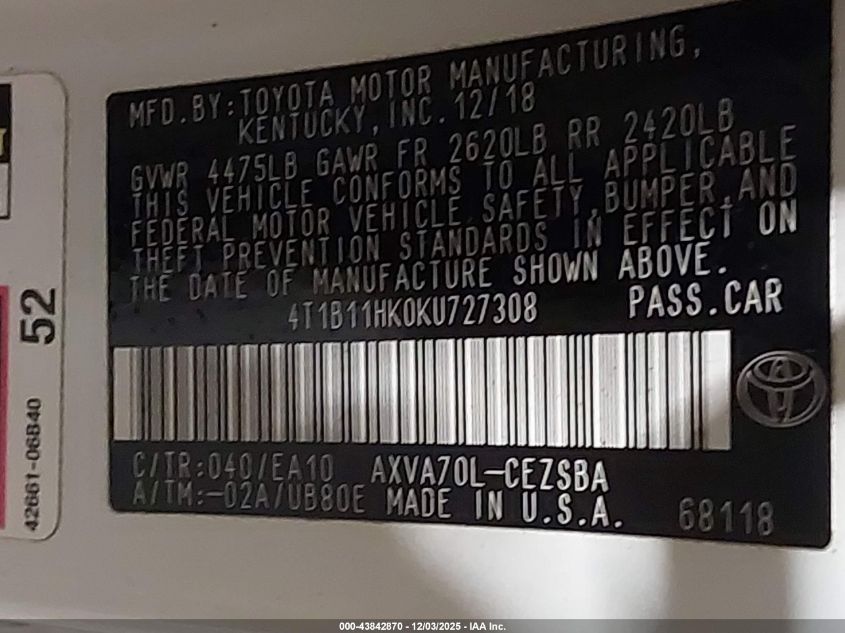 MFD.BY:TOYOTA MOTOR MANUFACTURING,
KENTUCKY, INC. 12/18
GVWR 4475LB GAWR FR 2620LB RR 2420LB
THIS VEHICLE CONFORMS TO ALL APPLICABLE
FEDERAL MOTOR VEHICLE SAFETY, BUMPER AND
THEFT PREVENTION STANDARDS IN EFFECT ON
THE DATE OF MANUFACTURE SHOWN ABOVE.
4T1B11HK0KU727308 PASS.CAR
C/TR:040/EA10 AXVA70L-CEZSBA
A/TM:-02A/UB80E MADE IN U.S.A. 68118
52
42661-06B40
000-43842870 - 12/03/2025 - IAA Inc.